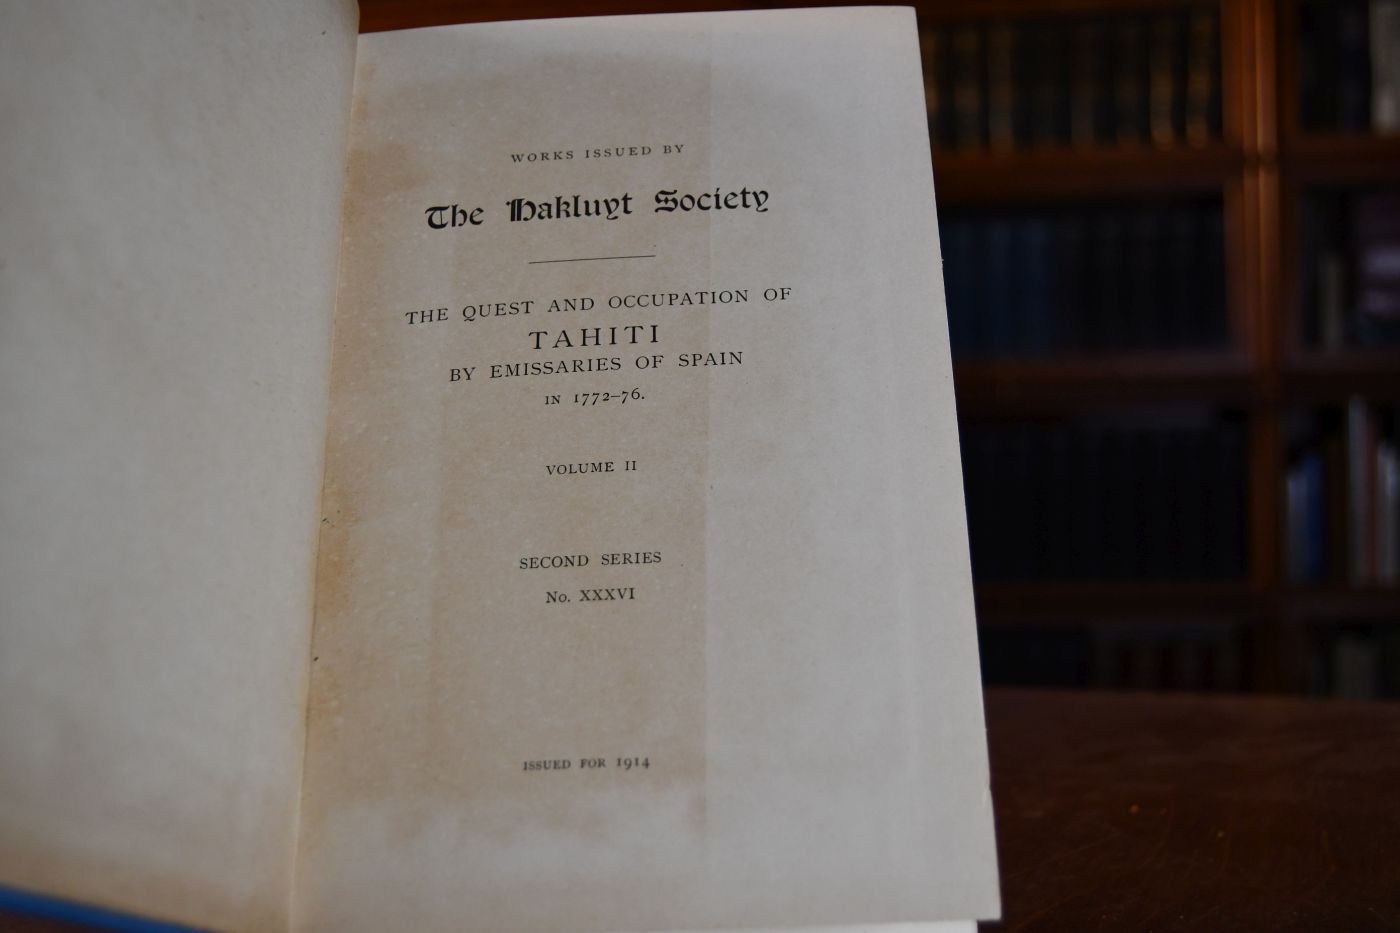 WORKS ISSUED BY
The Hakluyt Society
THE QUEST AND OCCUPATION OF
TAHITI
BY EMISSARIES OF SPAIN
IN 1772–76.
VOLUME II
SECOND SERIES
No. XXXVI
ISSUED FOR 1914